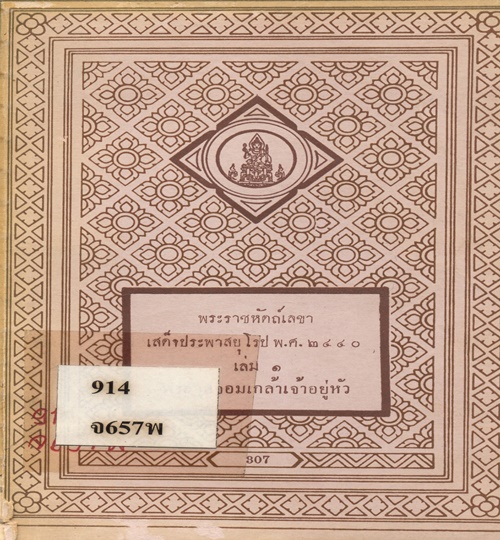 พระราชหัตถ์เลขา
เสด็จประพาสยุโรป พ.ศ. ๒๔๔๐
เล่ม ๑
จอมเกล้าเจ้าอยู่หัว
914
จ657พ
307